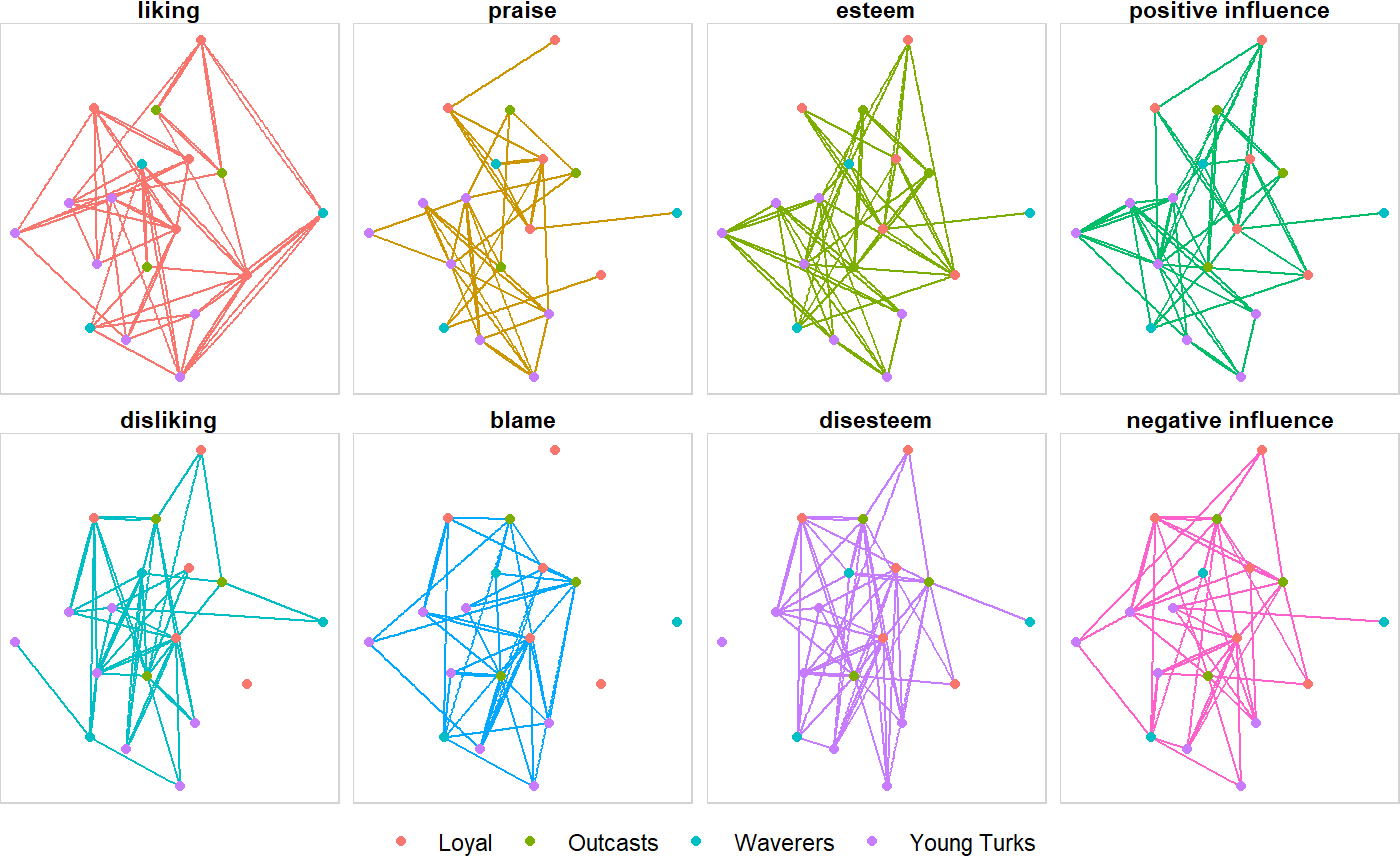 liking praise esteem positive influence
disliking blame disesteem negative influence
Loyal Outcasts Waverers Young Turks